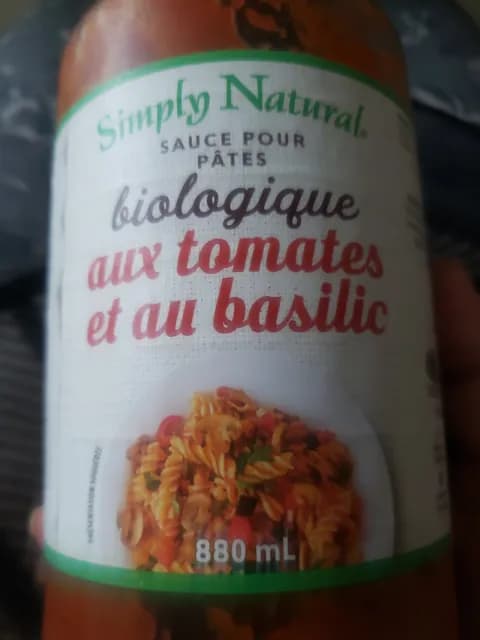 Simply Natural
SAUCE POUR
PÂTES
biologique
aux tomates
et au basilic
880 mL